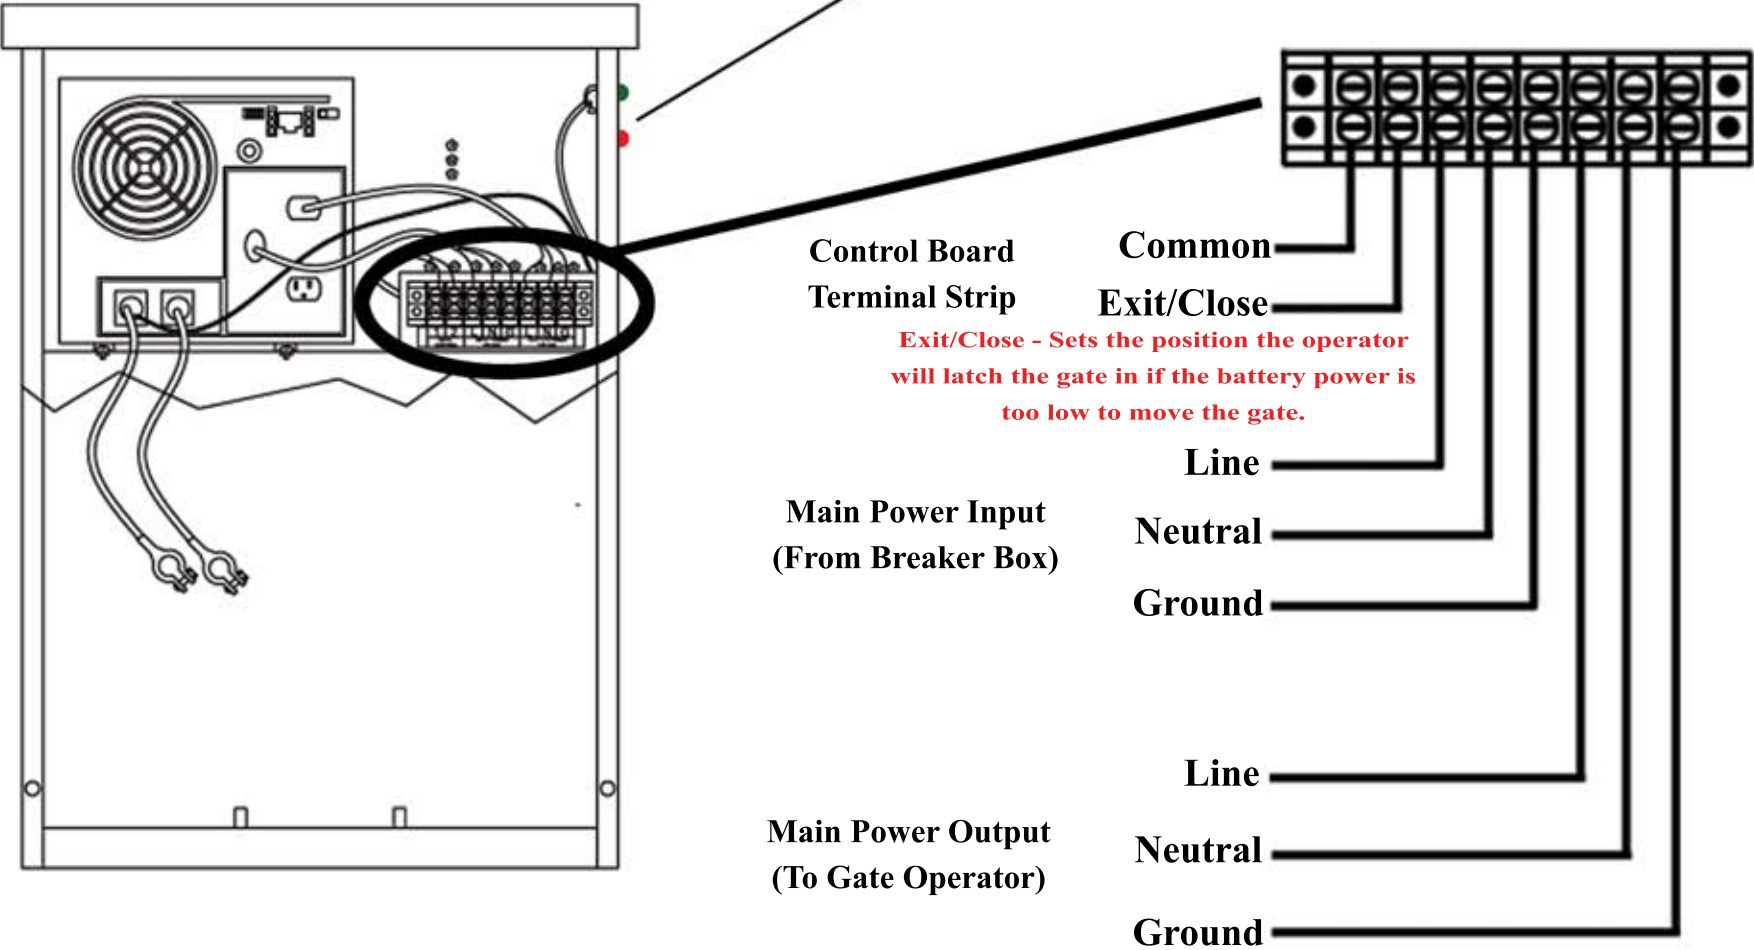 Control Board
Terminal Strip
Common
Exit/Close
Exit/Close - Sets the position the operator
will latch the gate in if the battery power is
too low to move the gate.
Main Power Input
(From Breaker Box)
Line
Neutral
Ground
Main Power Output
(To Gate Operator)
Line
Neutral
Ground